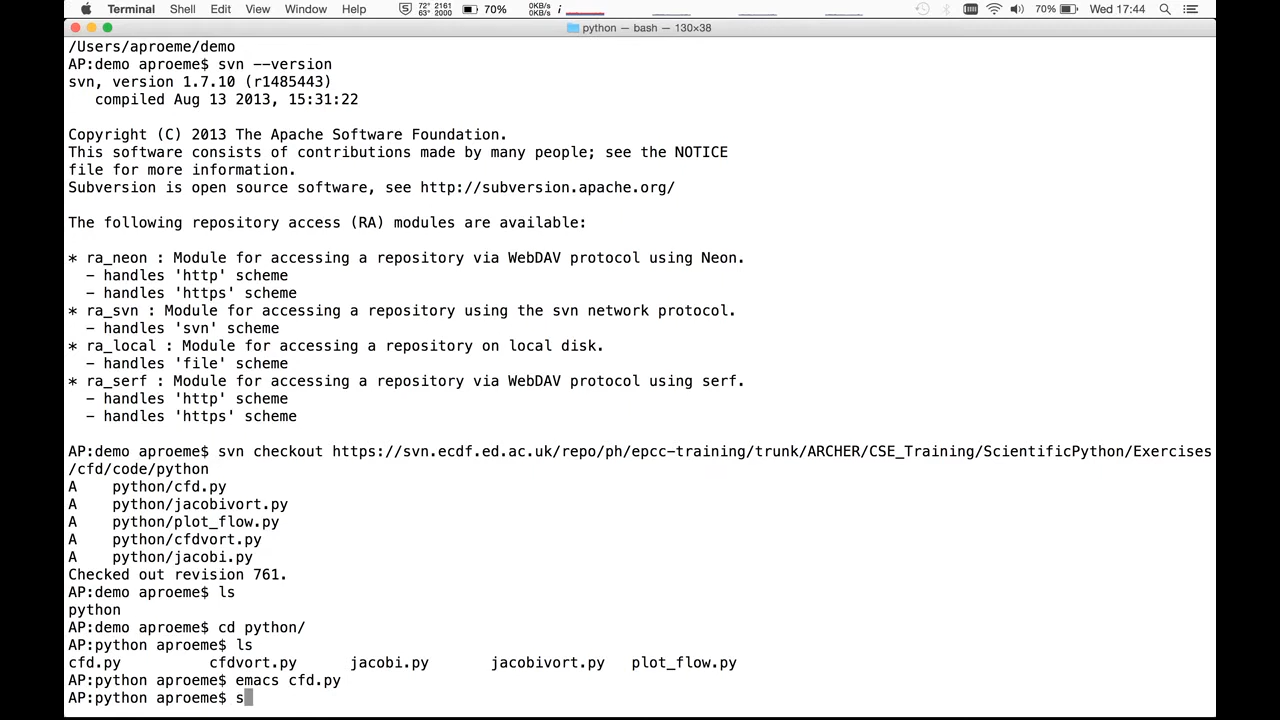 Terminal Shell Edit View Window Help 72° 2161 63° 2000 70% 0KB/s 0KB/s 70% Wed 17:44
python — bash — 130×38
/Users/aproeme/demo
AP:demo aproeme$ svn --version
svn, version 1.7.10 (r1485443)
   compiled Aug 13 2013, 15:31:22
Copyright (C) 2013 The Apache Software Foundation.
This software consists of contributions made by many people; see the NOTICE
file for more information.
Subversion is open source software, see http://subversion.apache.org/
The following repository access (RA) modules are available:
* ra_neon : Module for accessing a repository via WebDAV protocol using Neon.
  - handles 'http' scheme
  - handles 'https' scheme
* ra_svn : Module for accessing a repository using the svn network protocol.
  - handles 'svn' scheme
* ra_local : Module for accessing a repository on local disk.
  - handles 'file' scheme
* ra_serf : Module for accessing a repository via WebDAV protocol using serf.
  - handles 'http' scheme
  - handles 'https' scheme
AP:demo aproeme$ svn checkout https://svn.ecdf.ed.ac.uk/repo/ph/epcc-training/trunk/ARCHER/CSE_Training/ScientificPython/Exercises
/cfd/code/python
A    python/cfd.py
A    python/jacobivort.py
A    python/plot_flow.py
A    python/cfdvort.py
A    python/jacobi.py
Checked out revision 761.
AP:demo aproeme$ ls
python
AP:demo aproeme$ cd python/
AP:python aproeme$ ls
cfd.py          cfdvort.py      jacobi.py       jacobivort.py   plot_flow.py
AP:python aproeme$ emacs cfd.py
AP:python aproeme$ s